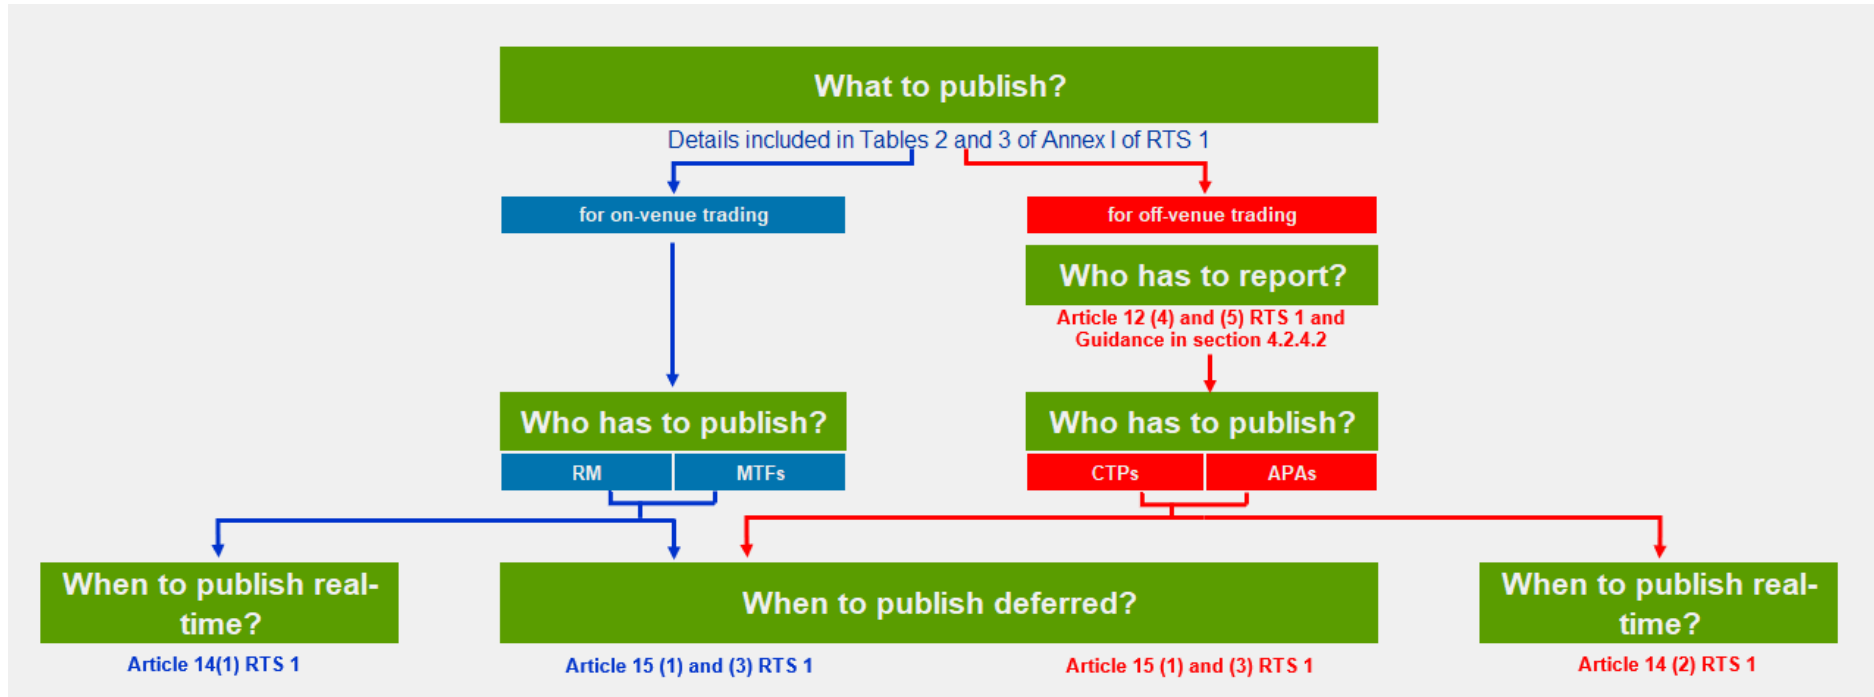 What to publish?
Details included in Tables 2 and 3 of Annex I of RTS 1
for on-venue trading
for off-venue trading
Who has to report?
Article 12 (4) and (5) RTS 1 and
Guidance in section 4.2.4.2
Who has to publish?
Who has to publish?
RM
MTFs
CTPs
APAs
When to publish real-
time?
When to publish deferred?
When to publish real-
time?
Article 14(1) RTS 1
Article 15 (1) and (3) RTS 1
Article 15 (1) and (3) RTS 1
Article 14 (2) RTS 1